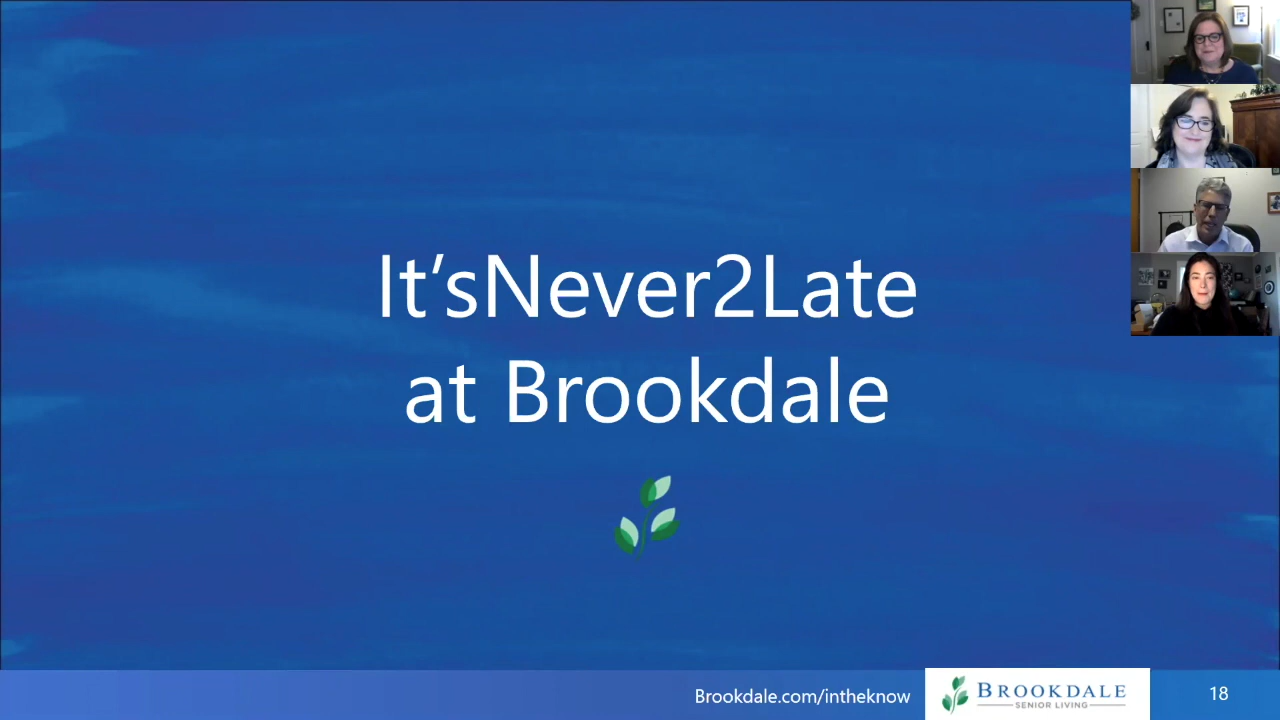 It’sNever2Late
at Brookdale
Brookdale.com/intheknow
BROOKDALE
SENIOR LIVING
18